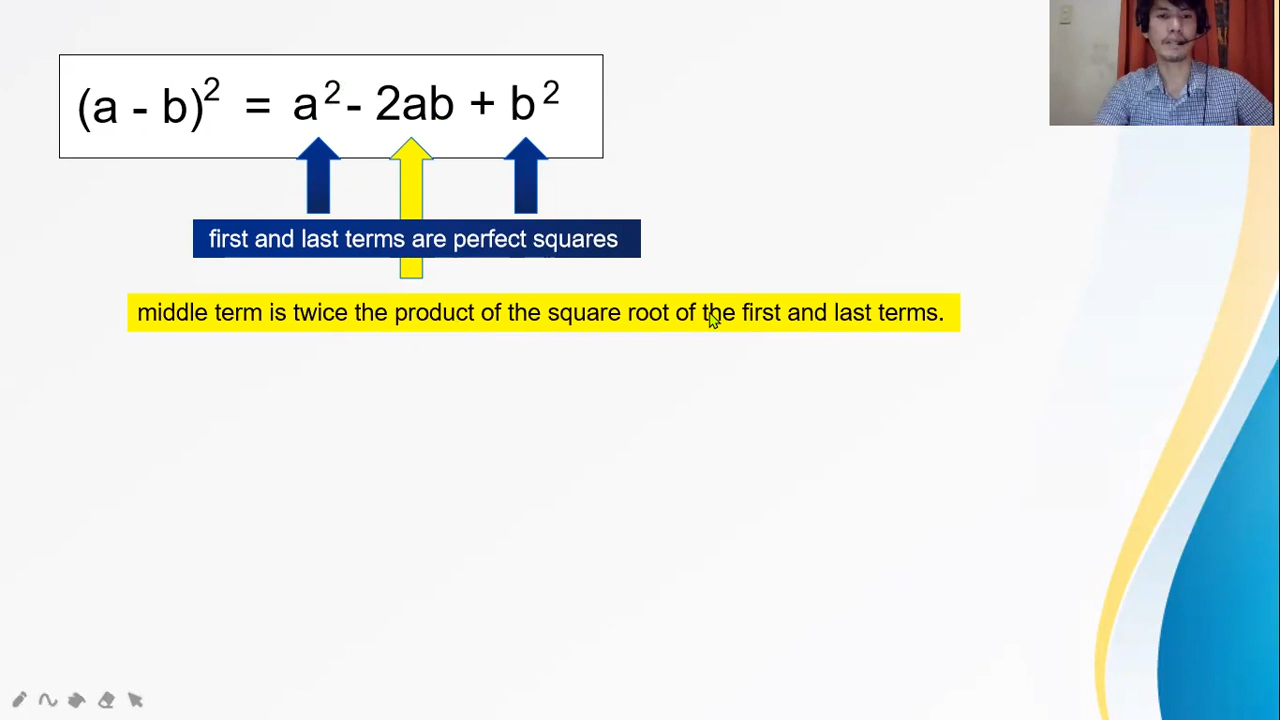 (a - b)² = a² - 2ab + b²
first and last terms are perfect squares
middle term is twice the product of the square root of the first and last terms.